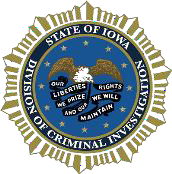 STATE OF IOWA
OUR LIBERTIES WE PRIZE AND OUR RIGHTS WE WILL MAINTAIN
DIVISION OF CRIMINAL INVESTIGATION